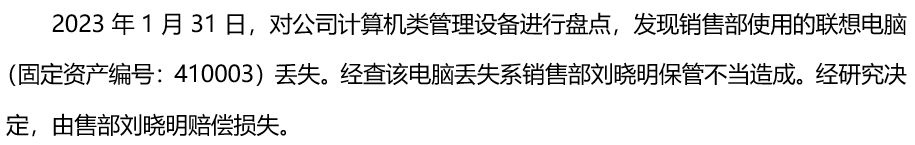 2023 年 1 月 31 日，对公司计算机类管理设备进行盘点，发现销售部使用的联想电脑
（固定资产编号：410003）丢失。经查该电脑丢失系销售部刘晓明保管不当造成。经研究决
定，由售部刘晓明赔偿损失。